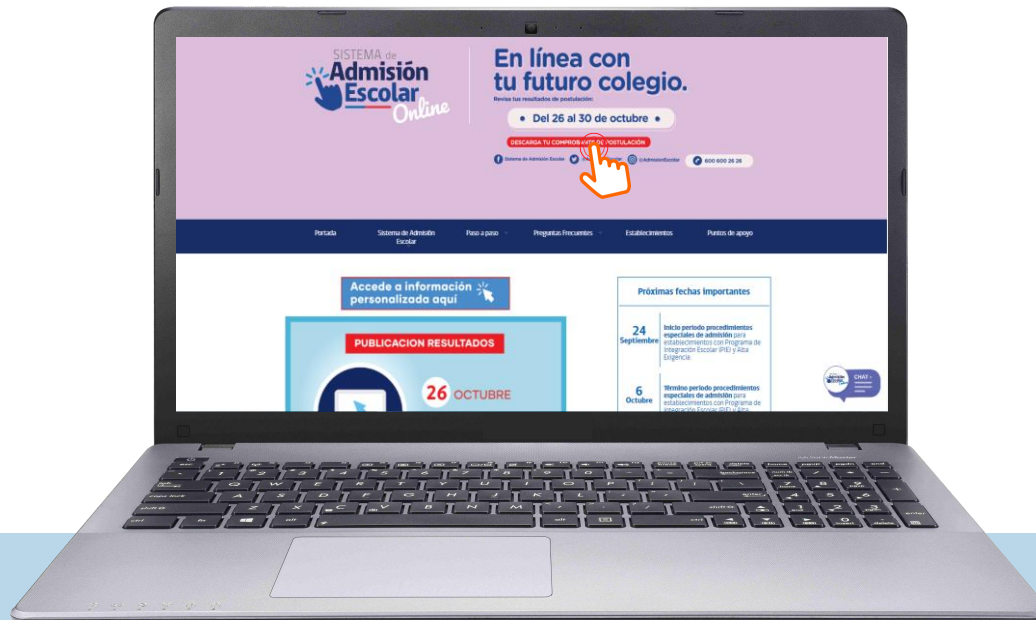 SISTEMA de
Admisión
Escolar
Online
En línea con
tu futuro colegio.
Revisa tus resultados de postulación:
• Del 26 al 30 de octubre •
DESCARGA TU COMPROBANTE DE POSTULACIÓN
Sistema de Admisión Escolar
@AdmisionEscolar
600 600 26 26
Portada
Sistema de Admisión
Escolar
Paso a paso
Preguntas Frecuentes
Establecimientos
Puntos de apoyo
Accede a información
personalizada aquí
PUBLICACION RESULTADOS
26 OCTUBRE
Próximas fechas importantes
24
Septiembre
Inicio periodo procedimientos
especiales de admisión para
establecimientos con Programa de
Integración Escolar (PIE) y Alta
Exigencia
6
Octubre
Término periodo procedimientos
especiales de admisión para
establecimientos con Programa de
Integración Escolar (PIE) y Alta
CHAT